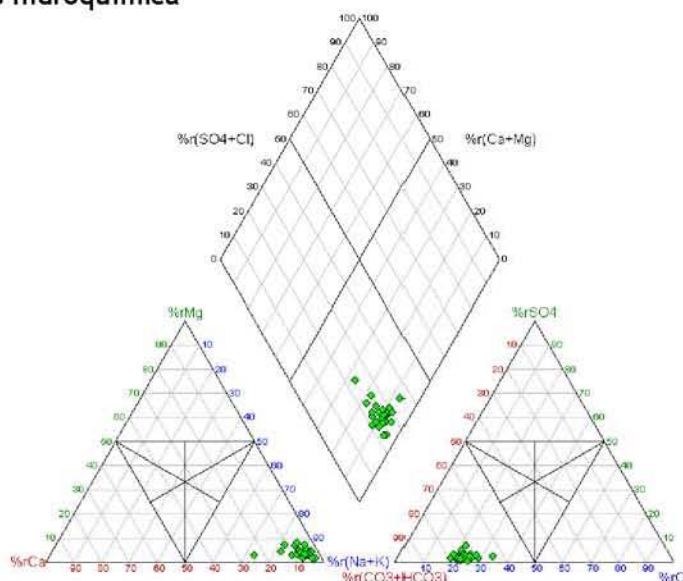 hidroquímica
100 100
90 90
80 80
70 70
60 60
%r(SO4+Cl) 50 50 %r(Ca+Mg)
40 40
30 30
20 20
10 10
0 0
%rMg %rSO4
90 10 10 90
80 20 20 80
70 30 30 70
60 40 40 60
50 50 50 50
40 60 60 40
30 70 70 30
20 80 80 20
10 90 90 10
%rCa %r(Na+K)
90 80 70 60 50 40 30 20 10 10 20 30 40 50 60 70 80 90
%r(CO3+HCO3)